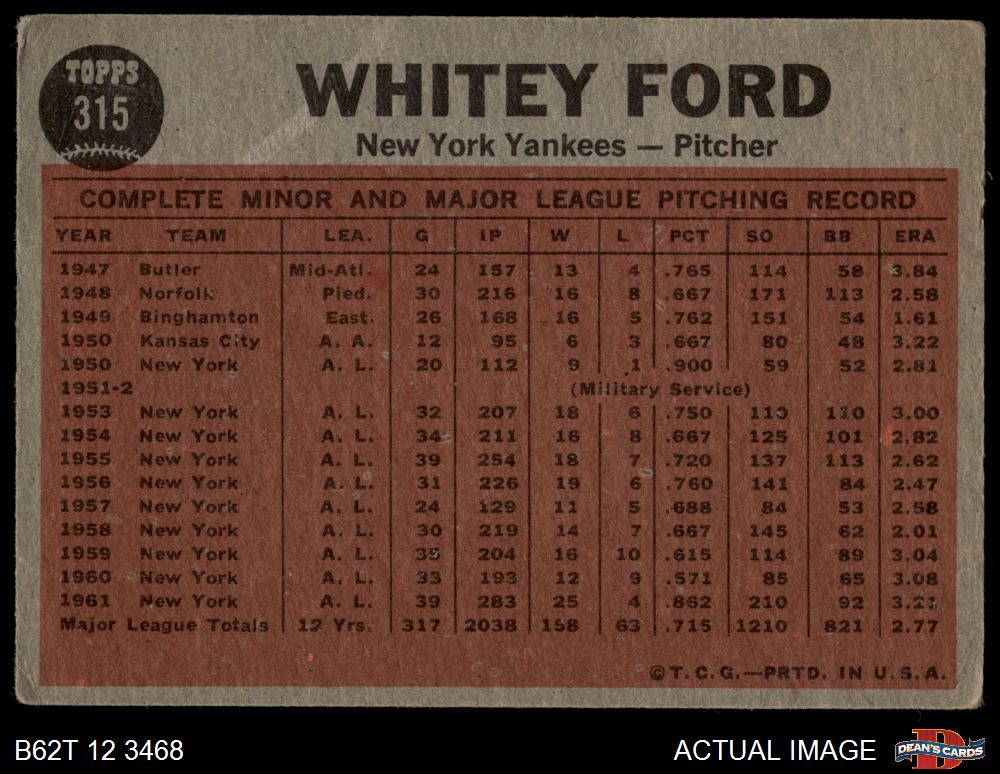 TOPPS
315
WHITEY FORD
New York Yankees — Pitcher
COMPLETE MINOR AND MAJOR LEAGUE PITCHING RECORD
YEAR TEAM LEA. G IP W L PCT SO BB ERA
1947 Butler Mid-Atl. 24 157 13 4 .765 114 58 3.84
1948 Norfolk Pied. 30 216 16 8 .667 171 113 2.58
1949 Binghamton East. 26 168 16 5 .762 151 54 1.61
1950 Kansas City A. A. 12 95 6 3 .667 80 48 3.22
1950 New York A. L. 20 112 9 1 .900 59 52 2.81
1951-2 (Military Service)
1953 New York A. L. 32 207 18 6 .750 110 110 3.00
1954 New York A. L. 34 211 16 8 .667 125 101 2.82
1955 New York A. L. 39 254 18 7 .720 137 113 2.62
1956 New York A. L. 31 226 19 6 .760 141 84 2.47
1957 New York A. L. 24 129 11 5 .688 84 53 2.58
1958 New York A. L. 30 219 14 7 .667 145 62 2.01
1959 New York A. L. 35 204 16 10 .615 114 89 3.04
1960 New York A. L. 33 193 12 9 .571 85 65 3.08
1961 New York A. L. 39 283 25 4 .862 210 92 3.21
Major League Totals 12 Yrs. 317 2038 158 63 .715 1210 821 2.77
©T.C.G.—PRTD. IN U.S.A.
B62T 12 3468
ACTUAL IMAGE
DEAN'S CARDS